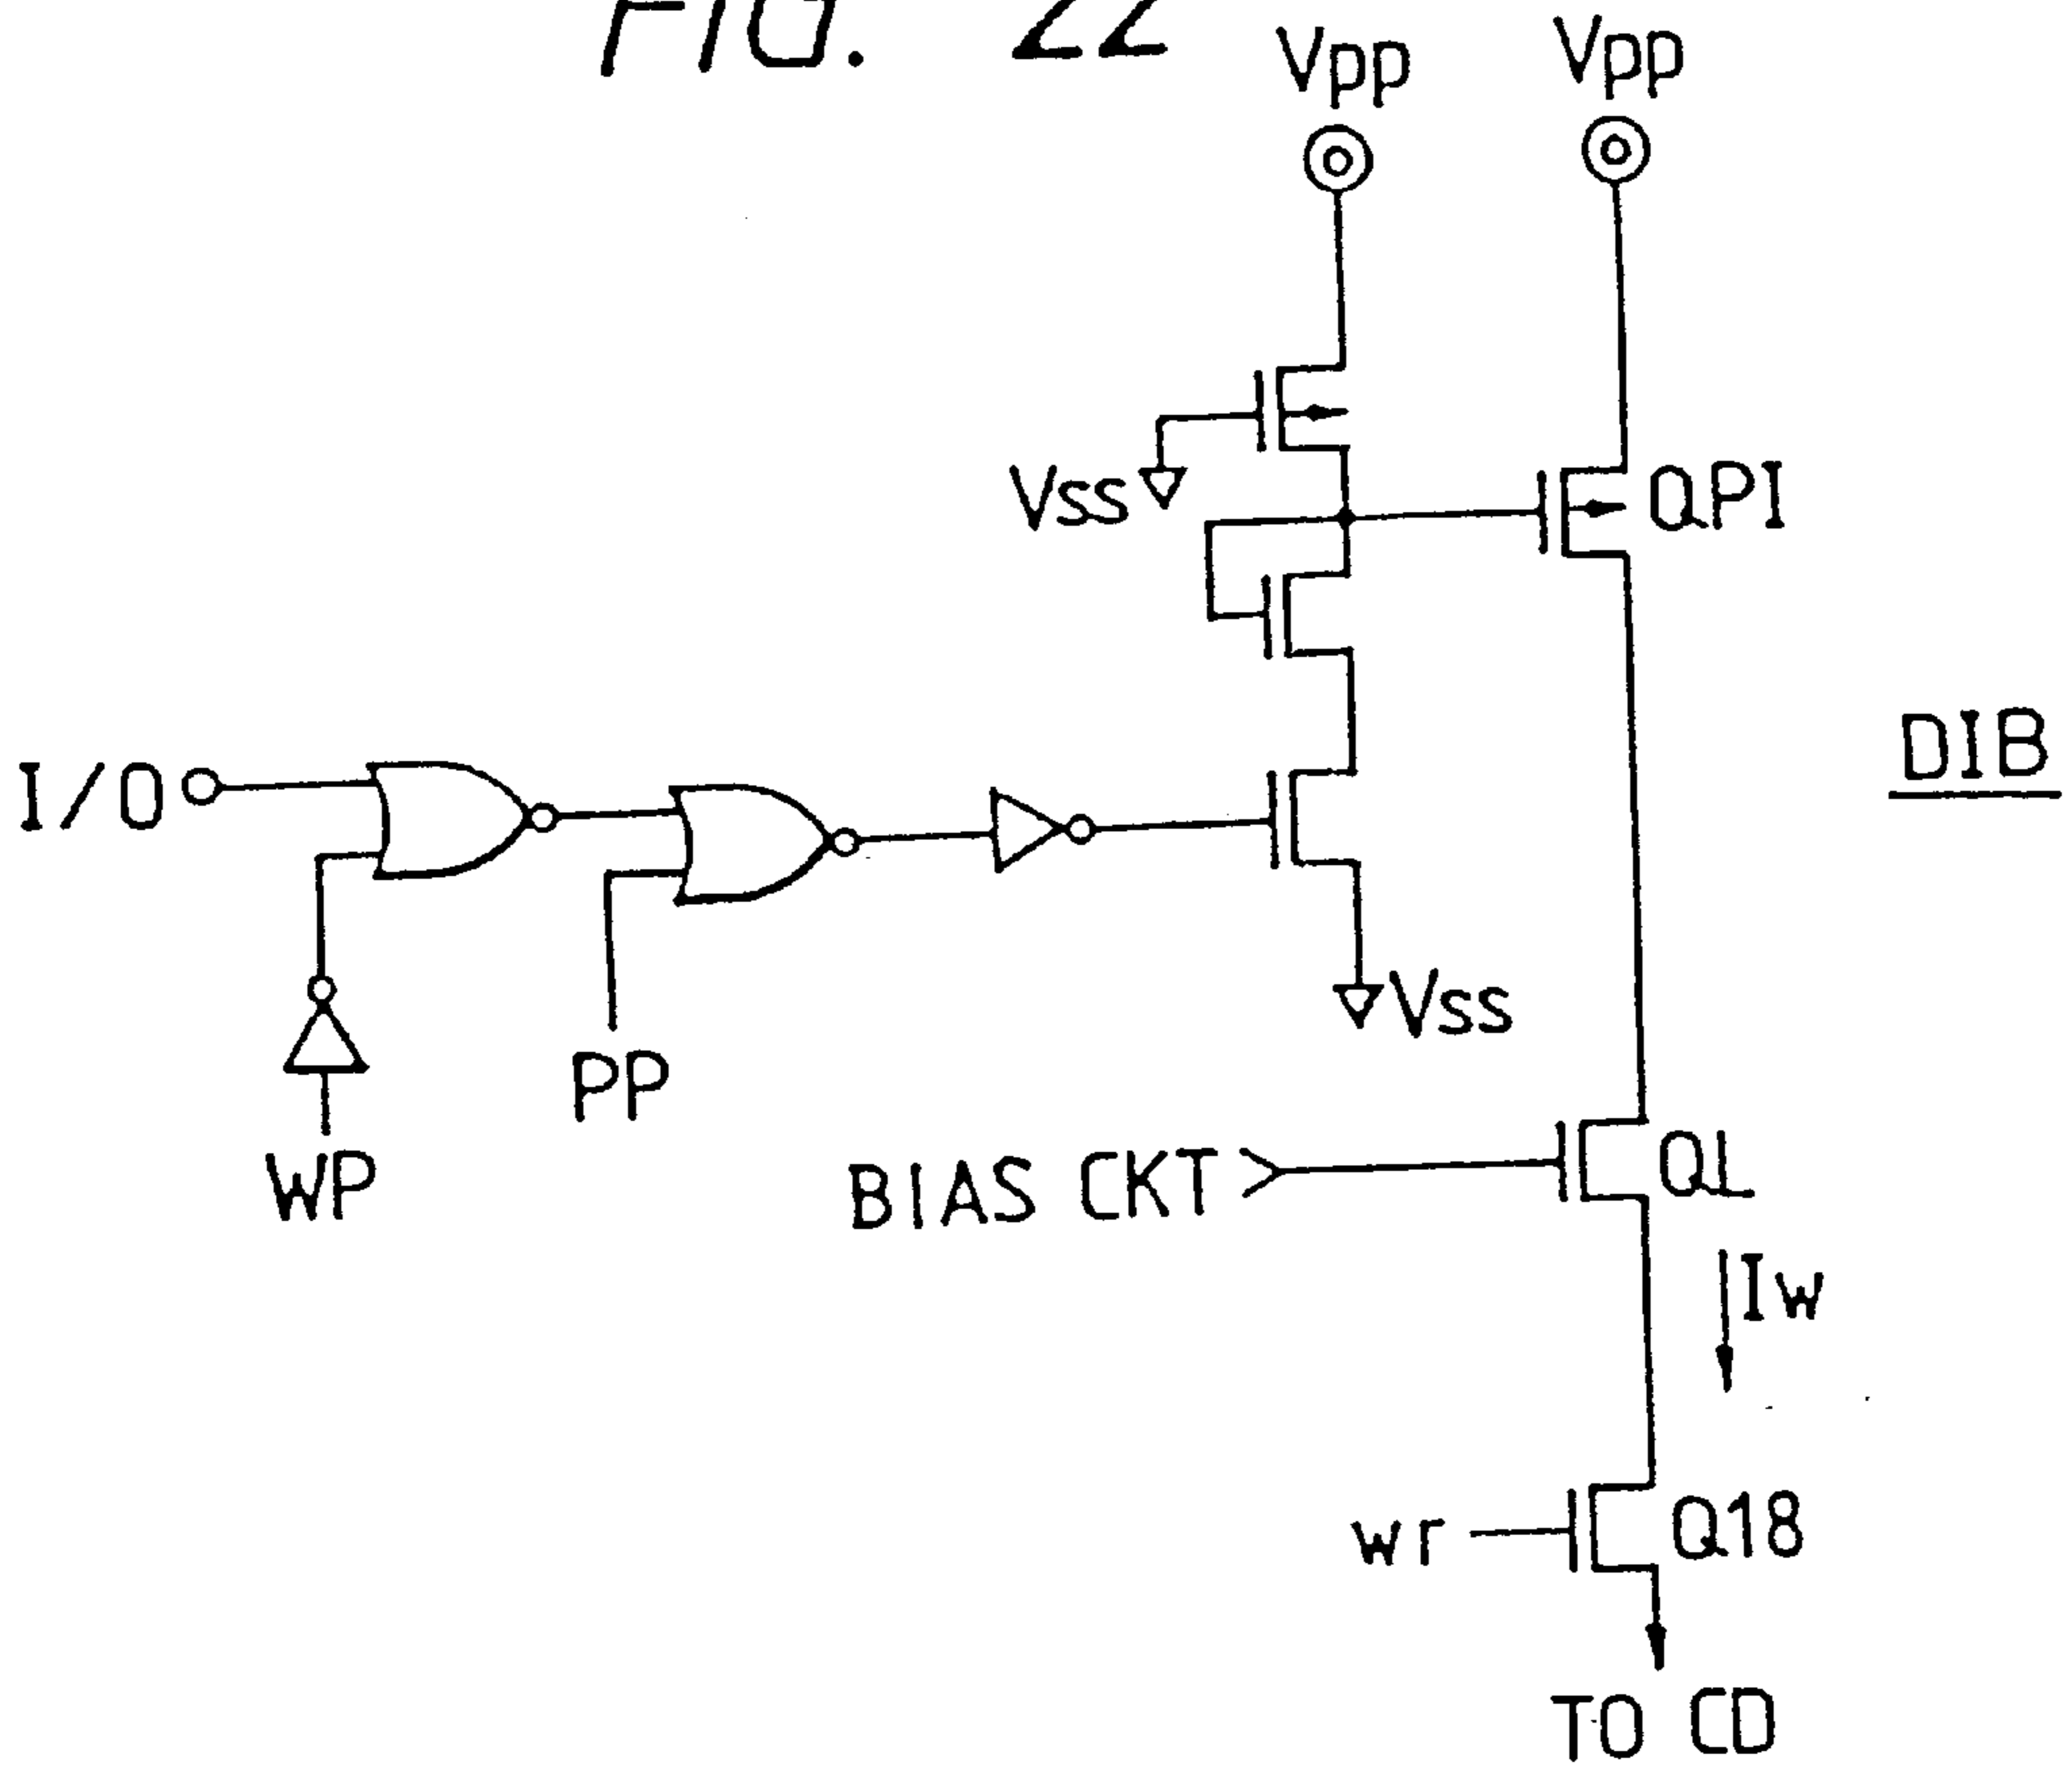 FIG. 22
Vpp
Vpp
Vss
QPI
DIB
I/O
Vss
PP
WP
BIAS CKT
QL
Iw
wr
Q18
TO CD